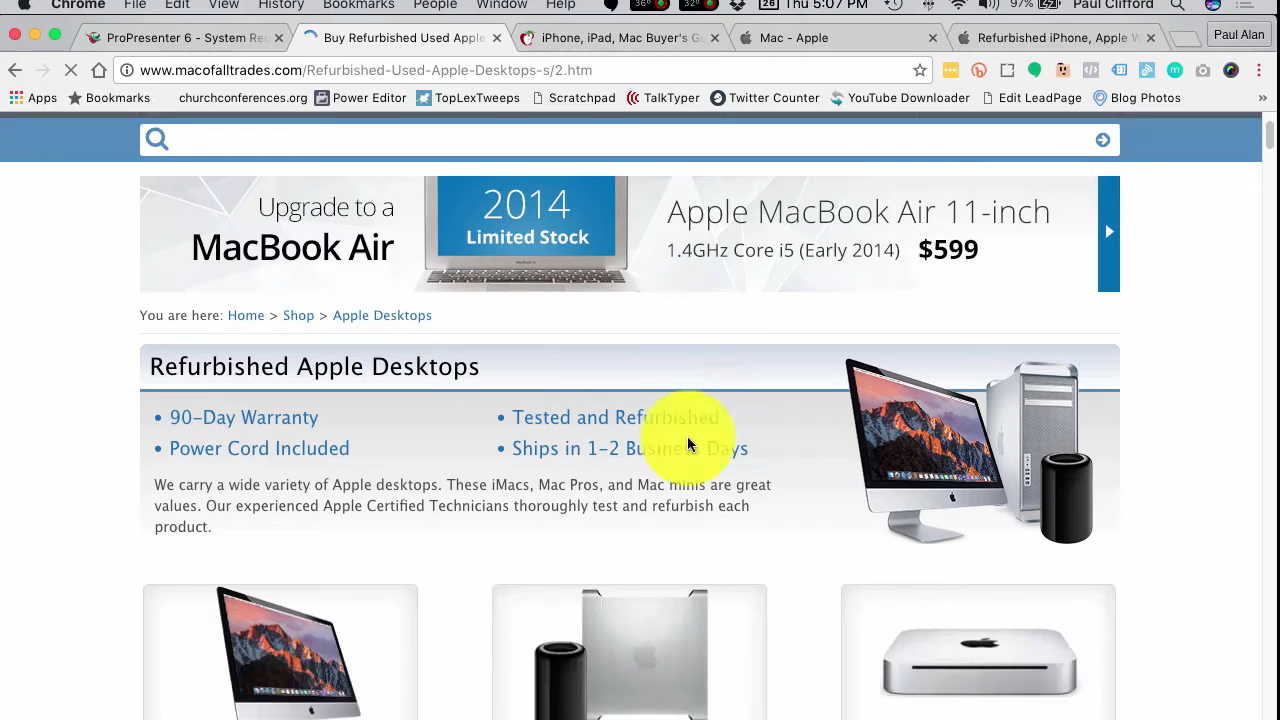 Chrome File Edit View History Bookmarks People Window Help 36° 32° 26 Thu 5:07 PM 97% Paul Clifford
ProPresenter 6 - System Req Buy Refurbished Used Apple iPhone, iPad, Mac Buyer's Gu Mac - Apple Refurbished iPhone, Apple W Paul Alan
www.macofalltrades.com/Refurbished-Used-Apple-Desktops-s/2.htm
Apps Bookmarks churchconferences.org Power Editor TopLexTweeps Scratchpad TalkTyper Twitter Counter YouTube Downloader Edit LeadPage Blog Photos »
Upgrade to a
MacBook Air
2014
Limited Stock
Apple MacBook Air 11-inch
1.4GHz Core i5 (Early 2014) $599
You are here: Home > Shop > Apple Desktops
Refurbished Apple Desktops
• 90-Day Warranty
• Tested and Refurbished
• Power Cord Included
• Ships in 1-2 Business Days
We carry a wide variety of Apple desktops. These iMacs, Mac Pros, and Mac minis are great
values. Our experienced Apple Certified Technicians thoroughly test and refurbish each
product.